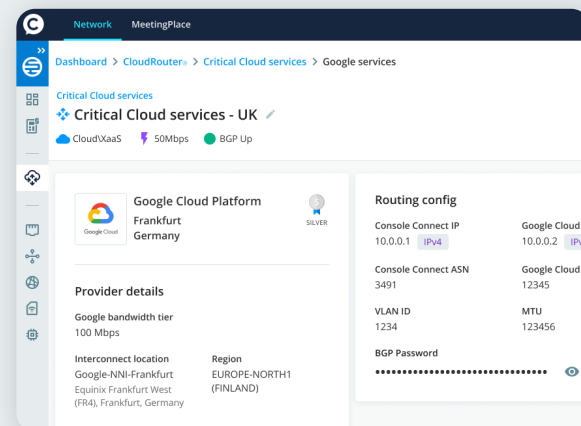 Network MeetingPlace
Dashboard > CloudRouter® > Critical Cloud services > Google services
Critical Cloud services
Critical Cloud services - UK
Cloud\XaaS 50Mbps BGP Up
Google Cloud
Google Cloud Platform
Frankfurt
Germany
SILVER
Provider details
Google bandwidth tier
100 Mbps
Interconnect location
Google-NNI-Frankfurt
Equinix Frankfurt West
(FR4), Frankfurt, Germany
Region
EUROPE-NORTH1
(FINLAND)
Routing config
Console Connect IP
10.0.0.1 IPv4
Google Cloud
10.0.0.2
Console Connect ASN
3491
Google Cloud
12345
VLAN ID
1234
MTU
123456
BGP Password